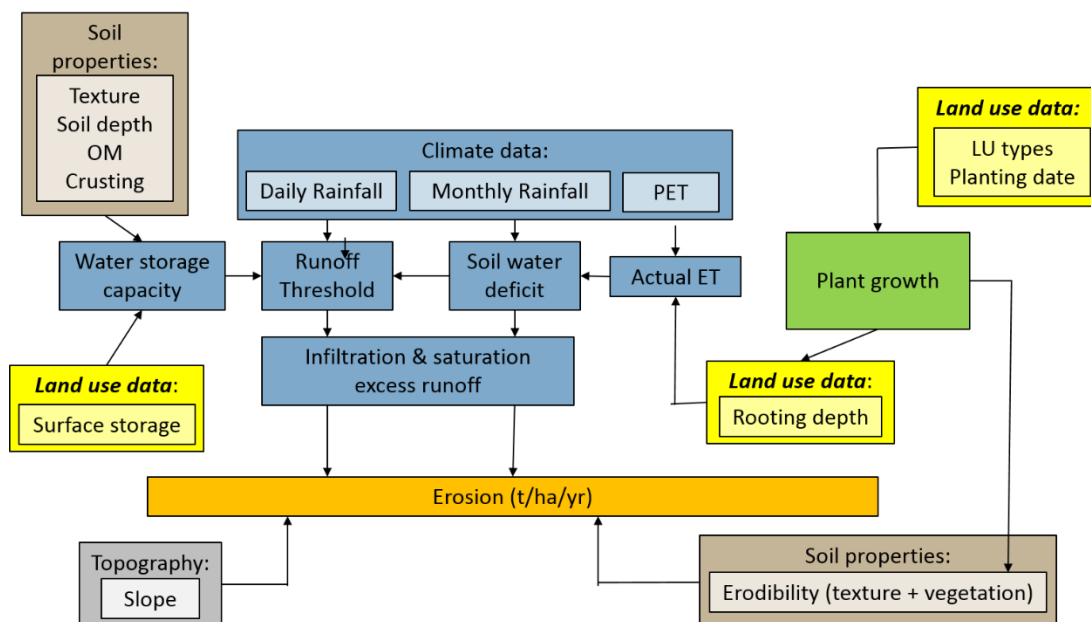 Soil
properties:
Texture
Soil depth
OM
Crusting
Land use data:
LU types
Planting date
Climate data:
Daily Rainfall
Monthly Rainfall
PET
Water storage
capacity
Runoff
Threshold
Soil water
deficit
Actual ET
Plant growth
Infiltration & saturation
excess runoff
Land use data:
Surface storage
Land use data:
Rooting depth
Erosion (t/ha/yr)
Topography:
Slope
Soil properties:
Erodibility (texture + vegetation)